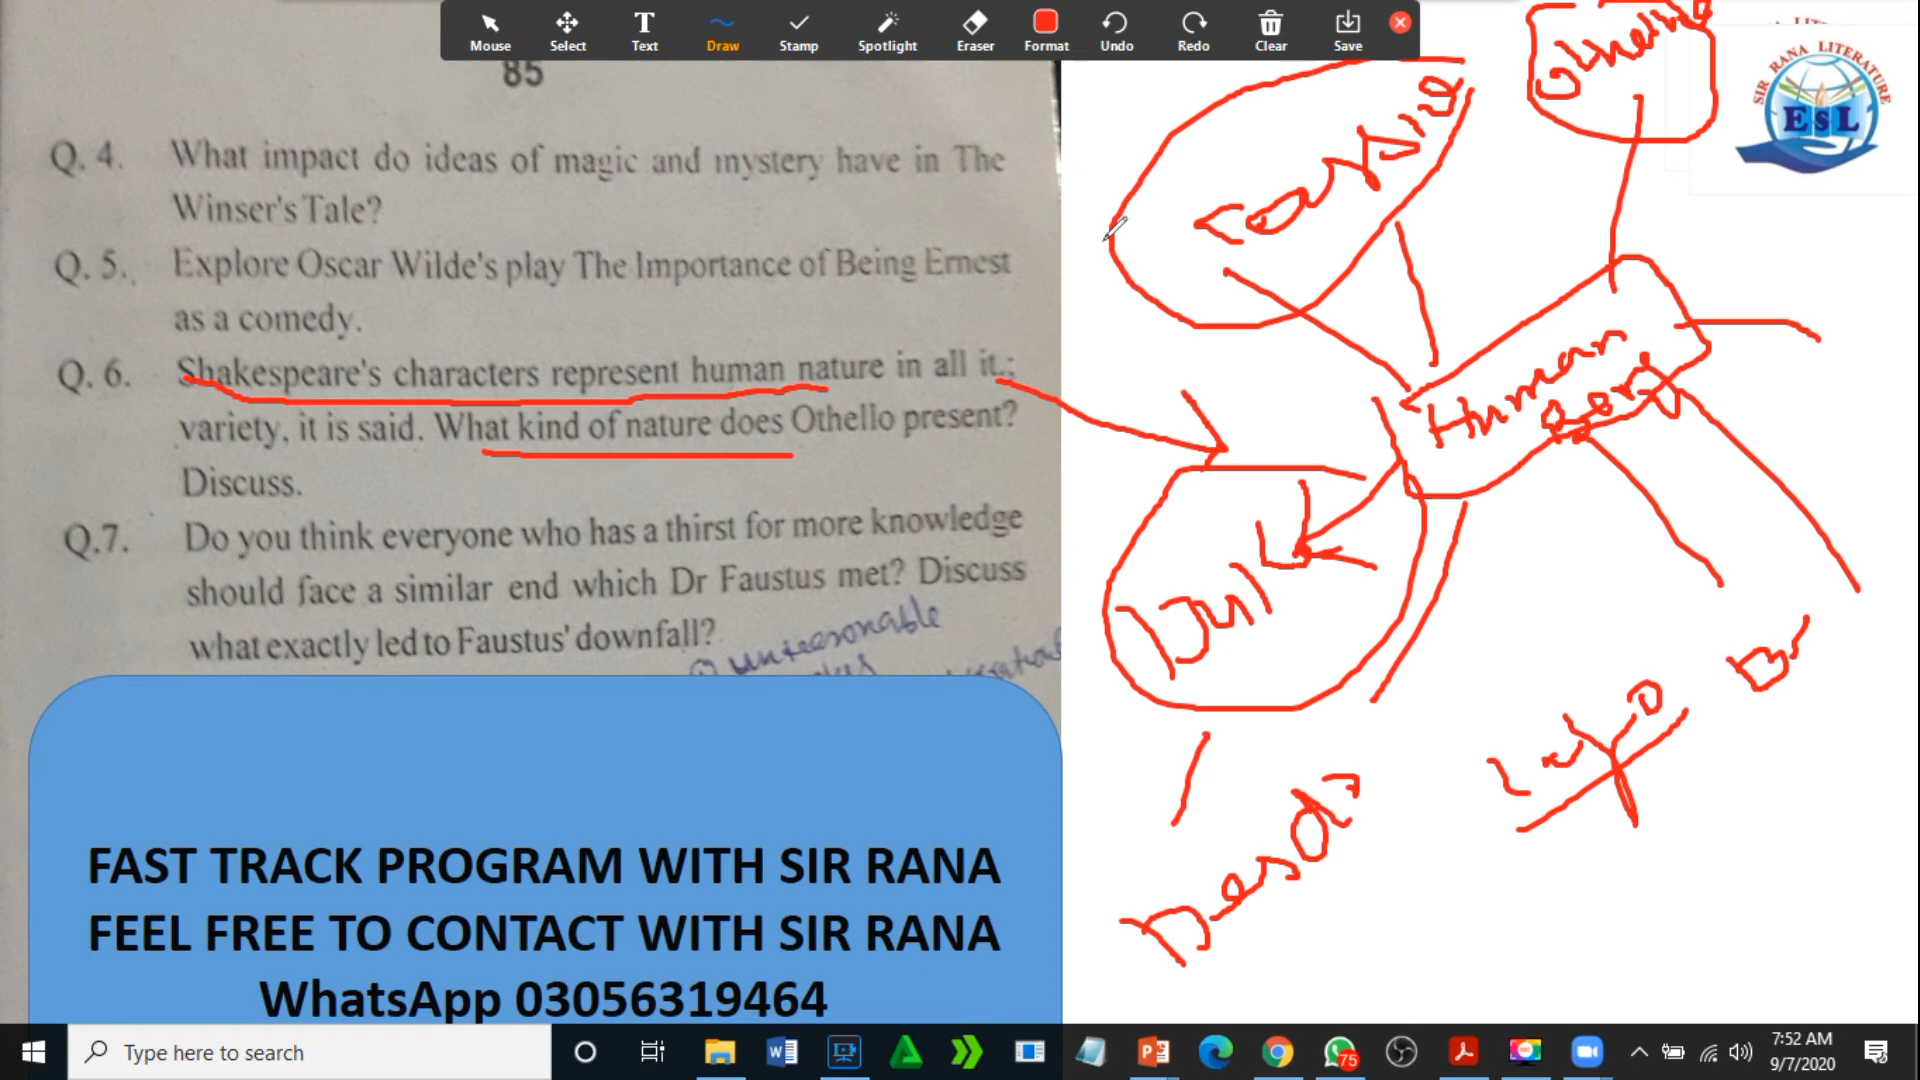 Mouse Select Text Draw Stamp Spotlight Eraser Format Undo Redo Clear Save
85
Q. 4. What impact do ideas of magic and mystery have in The
Winser's Tale?
Q. 5. Explore Oscar Wilde's play The Importance of Being Ernest
as a comedy.
Q. 6. Shakespeare's characters represent human nature in all it.;
variety, it is said. What kind of nature does Othello present?
Discuss.
Q.7. Do you think everyone who has a thirst for more knowledge
should face a similar end which Dr Faustus met? Discuss
what exactly led to Faustus' downfall?
unreasonable
FAST TRACK PROGRAM WITH SIR RANA
FEEL FREE TO CONTACT WITH SIR RANA
WhatsApp 03056319464
SIR RANA LITERATURE
ESL
Human
Type here to search
75
7:52 AM
9/7/2020